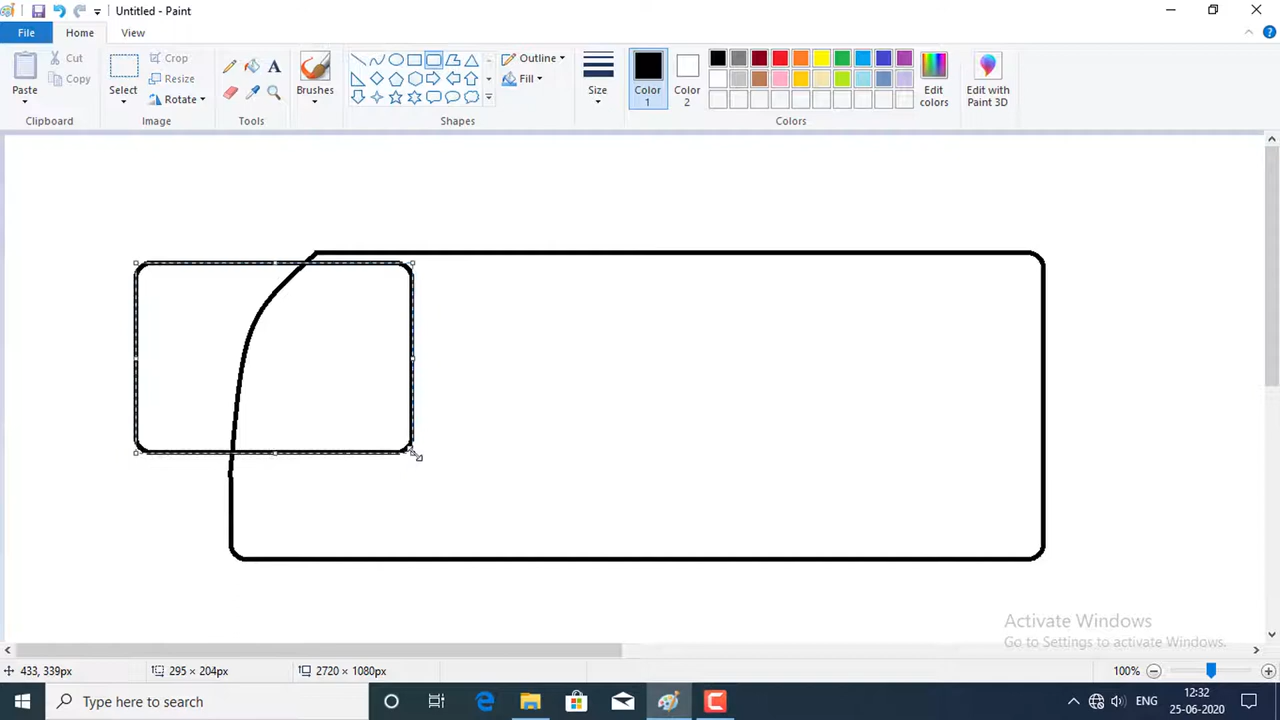 Untitled - Paint
File
Home
View
Paste
Cut
Copy
Clipboard
Select
Crop
Resize
Rotate
Image
Tools
Brushes
Shapes
Outline
Fill
Size
Color
1
Color
2
Edit
colors
Edit with
Paint 3D
Colors
Activate Windows
Go to Settings to activate Windows.
433, 339px
295 × 204px
2720 × 1080px
100%
Type here to search
ENG
12:32
25-06-2020